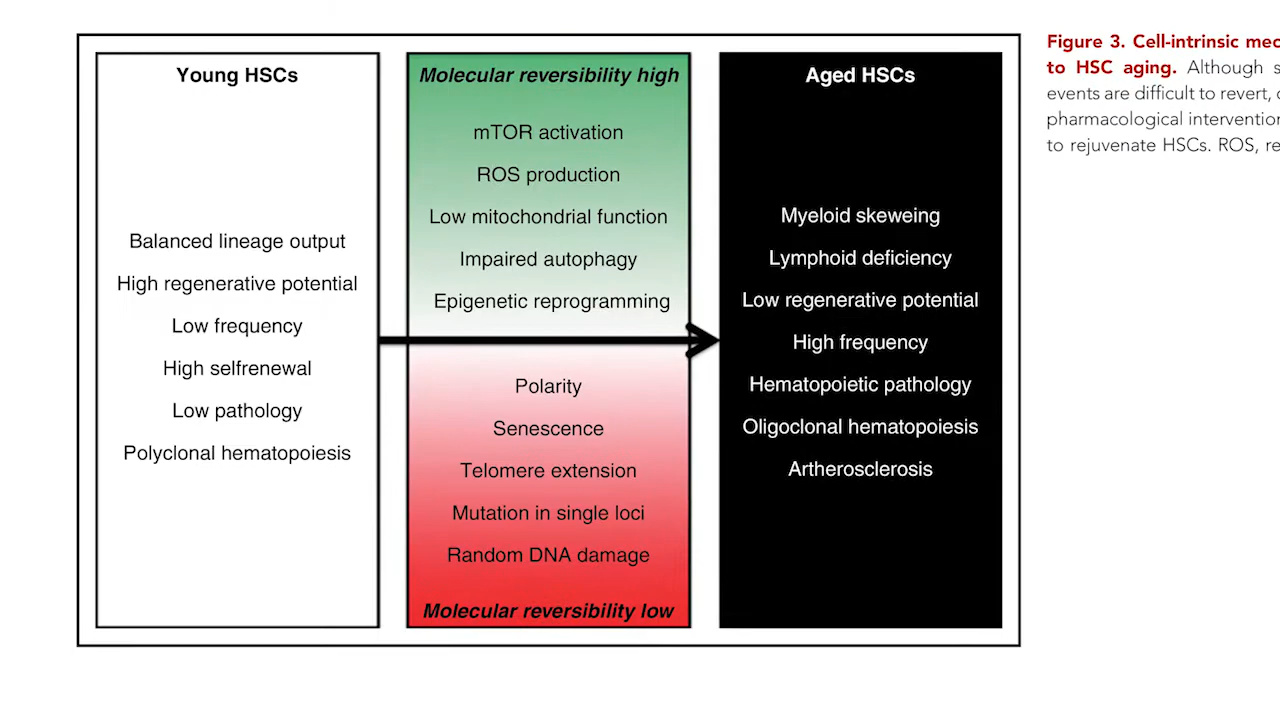 Young HSCs
Balanced lineage output
High regenerative potential
Low frequency
High selfrenewal
Low pathology
Polyclonal hematopoiesis
Molecular reversibility high
mTOR activation
ROS production
Low mitochondrial function
Impaired autophagy
Epigenetic reprogramming
Polarity
Senescence
Telomere extension
Mutation in single loci
Random DNA damage
Molecular reversibility low
Aged HSCs
Myeloid skeweing
Lymphoid deficiency
Low regenerative potential
High frequency
Hematopoietic pathology
Oligoclonal hematopoiesis
Artherosclerosis
Figure 3. Cell-intrinsic
to HSC aging. Although
events are difficult to revert,
pharmacological
to rejuvenate HSCs. ROS,